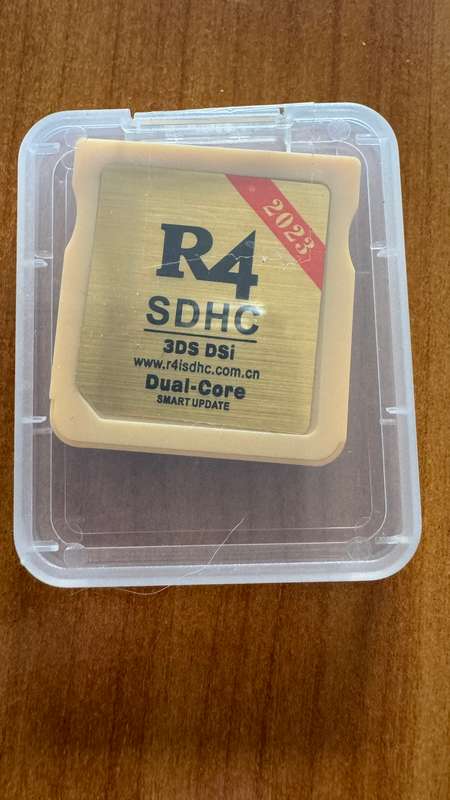 2023
R4
SDHC
3DS DSi
www.r4isdhc.com.cn
Dual-Core
SMART UPDATE